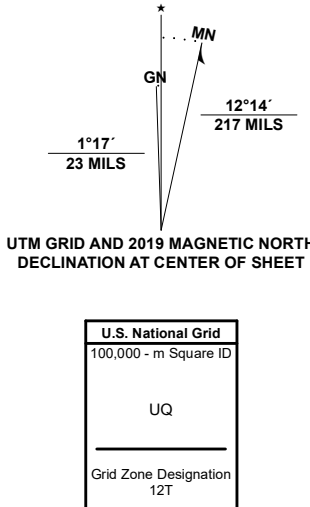 MN
GN
12°14´
217 MILS
1°17´
23 MILS
UTM GRID AND 2019 MAGNETIC NORTH
DECLINATION AT CENTER OF SHEET
U.S. National Grid
100,000 - m Square ID
UQ
Grid Zone Designation
12T